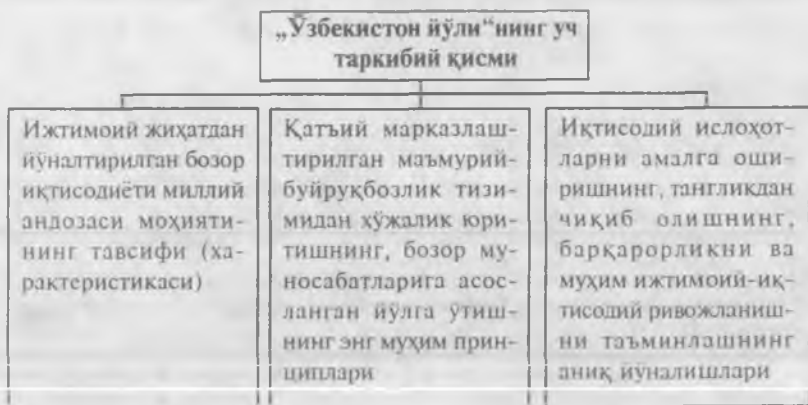 „Ўзбекистон йўли“нинг уч
таркибий қисми
Ижтимоий жиҳатдан
йўналтирилган бозор
иқтисодиёти миллий
андозаси моҳияти-
нинг тавсифи (ха-
рактеристикаси)
Қатъий марказлаш-
тирилган маъмурий-
буйруқбозлик тизи-
мидан хўжалик юри-
тишнинг, бозор му-
носабатларига асос-
ланган йўлга ўтиш-
нинг энг муҳим прин-
циплари
Иқтисодий ислоҳот-
ларни амалга оши-
ришнинг, тангликдан
чиқиб олишнинг,
барқарорликни ва
муҳим ижтимоий-иқ-
тисодий ривожланиш-
ни таъминлашнинг
аниқ йўналишлари